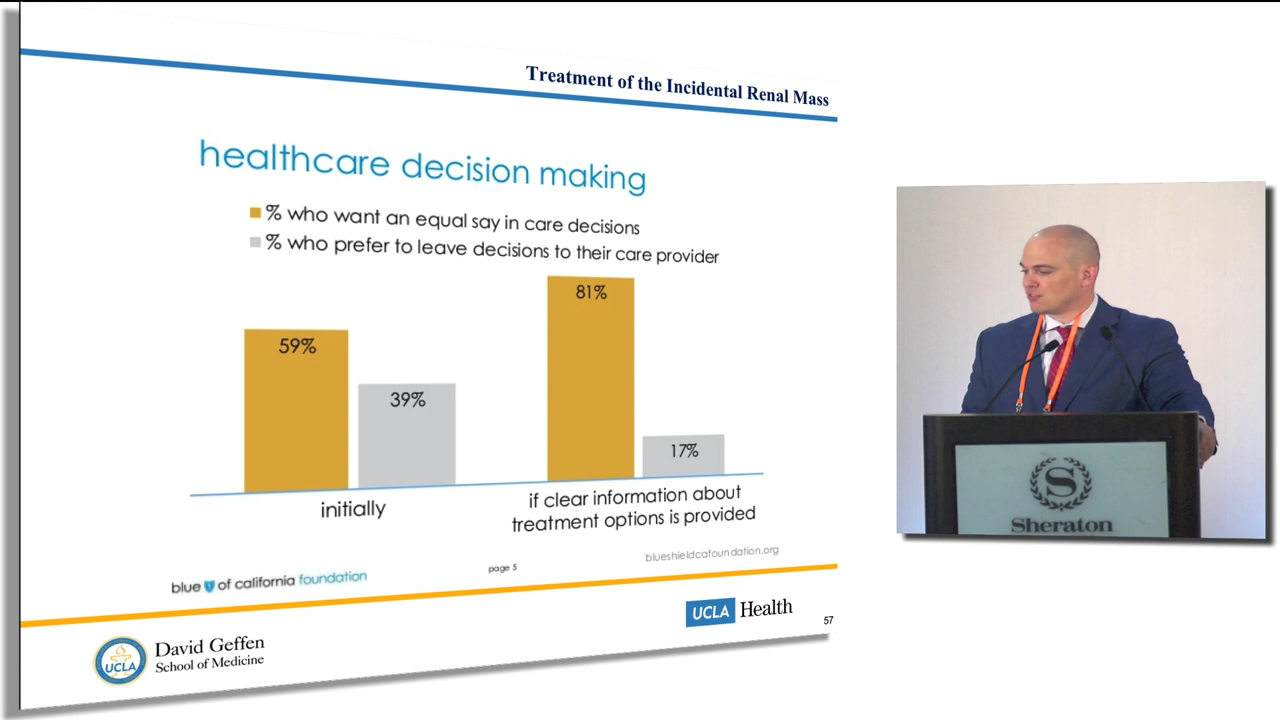 Treatment of the Incidental Renal Mass
healthcare decision making
% who want an equal say in care decisions
% who prefer to leave decisions to their care provider
59%
39%
81%
17%
initially
if clear information about
treatment options is provided
blueshieldcafoundation.org
page 5
blue of california foundation
UCLA Health
57
UCLA
David Geffen
School of Medicine
S
Sheraton